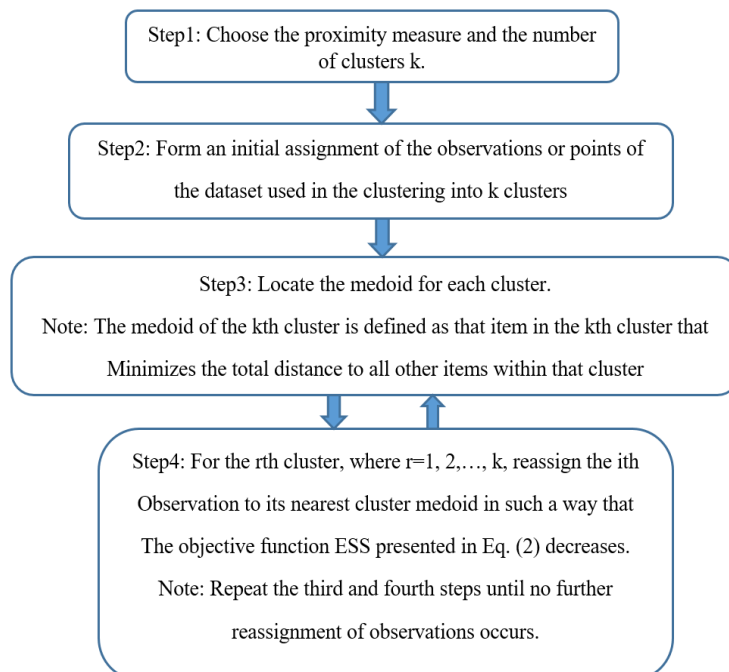 Step1: Choose the proximity measure and the number
of clusters k.
Step2: Form an initial assignment of the observations or points of
the dataset used in the clustering into k clusters
Step3: Locate the medoid for each cluster.
Note: The medoid of the kth cluster is defined as that item in the kth cluster that
Minimizes the total distance to all other items within that cluster
Step4: For the rth cluster, where r=1, 2,…, k, reassign the ith
Observation to its nearest cluster medoid in such a way that
The objective function ESS presented in Eq. (2) decreases.
Note: Repeat the third and fourth steps until no further
reassignment of observations occurs.